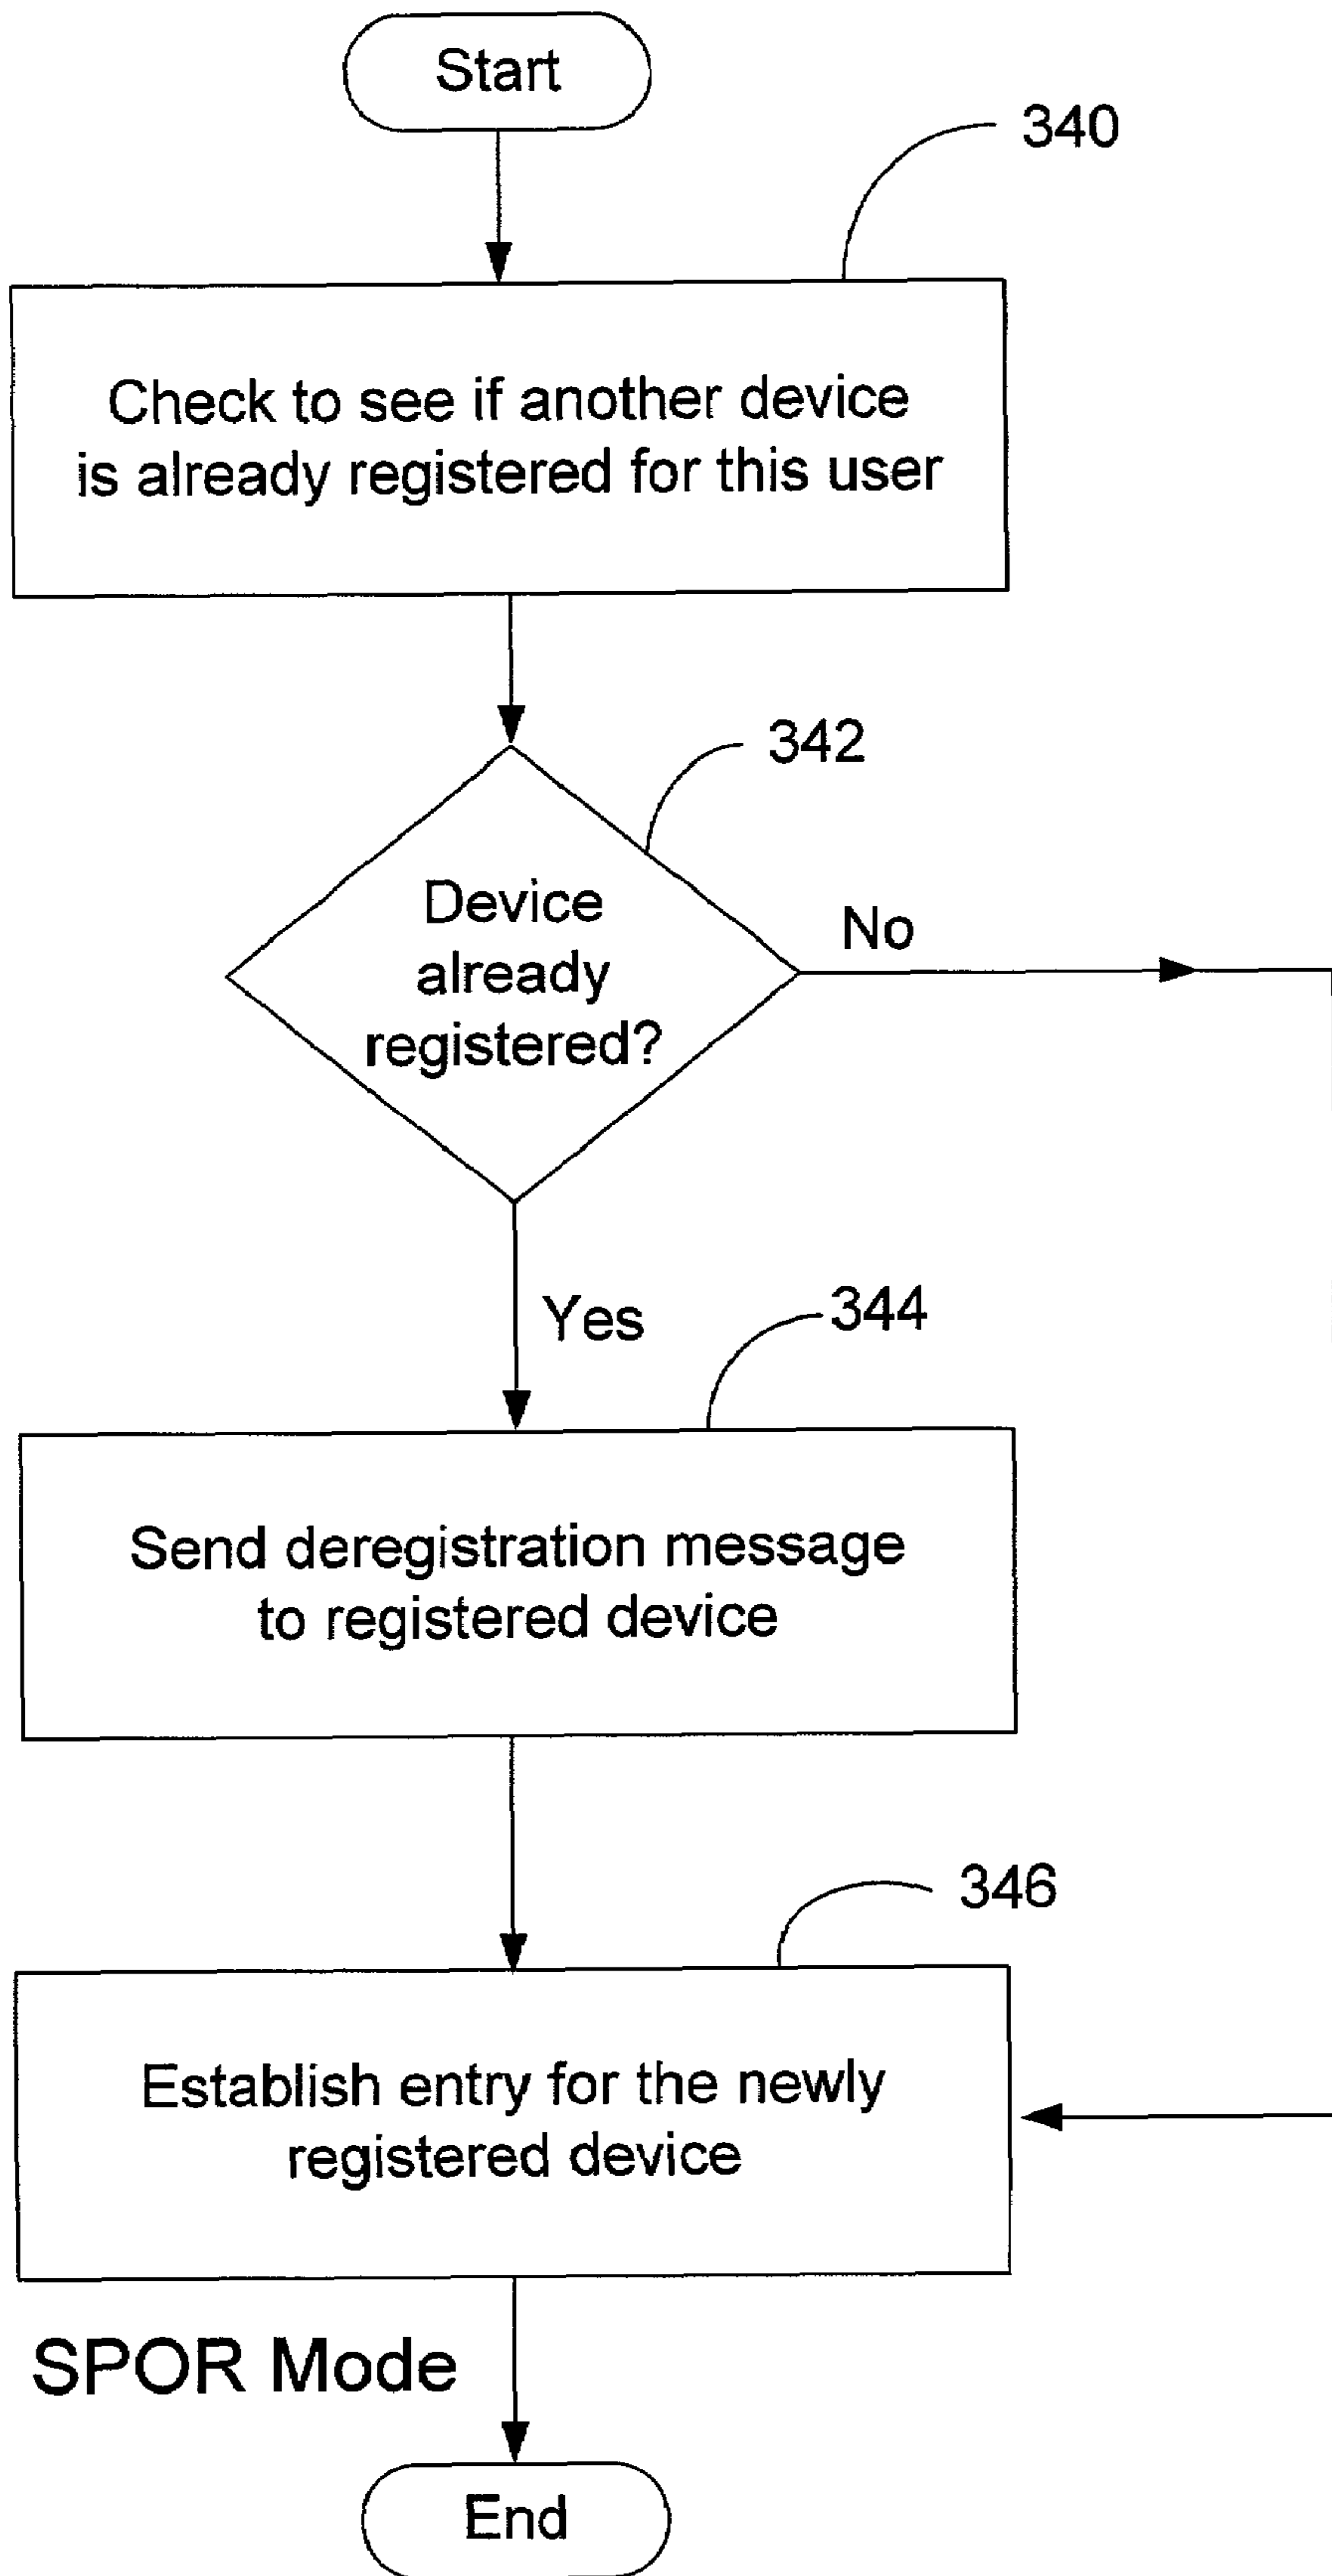 Start
340
Check to see if another device
is already registered for this user
342
Device
already
registered?
No
Yes
344
Send deregistration message
to registered device
346
Establish entry for the newly
registered device
SPOR Mode
End